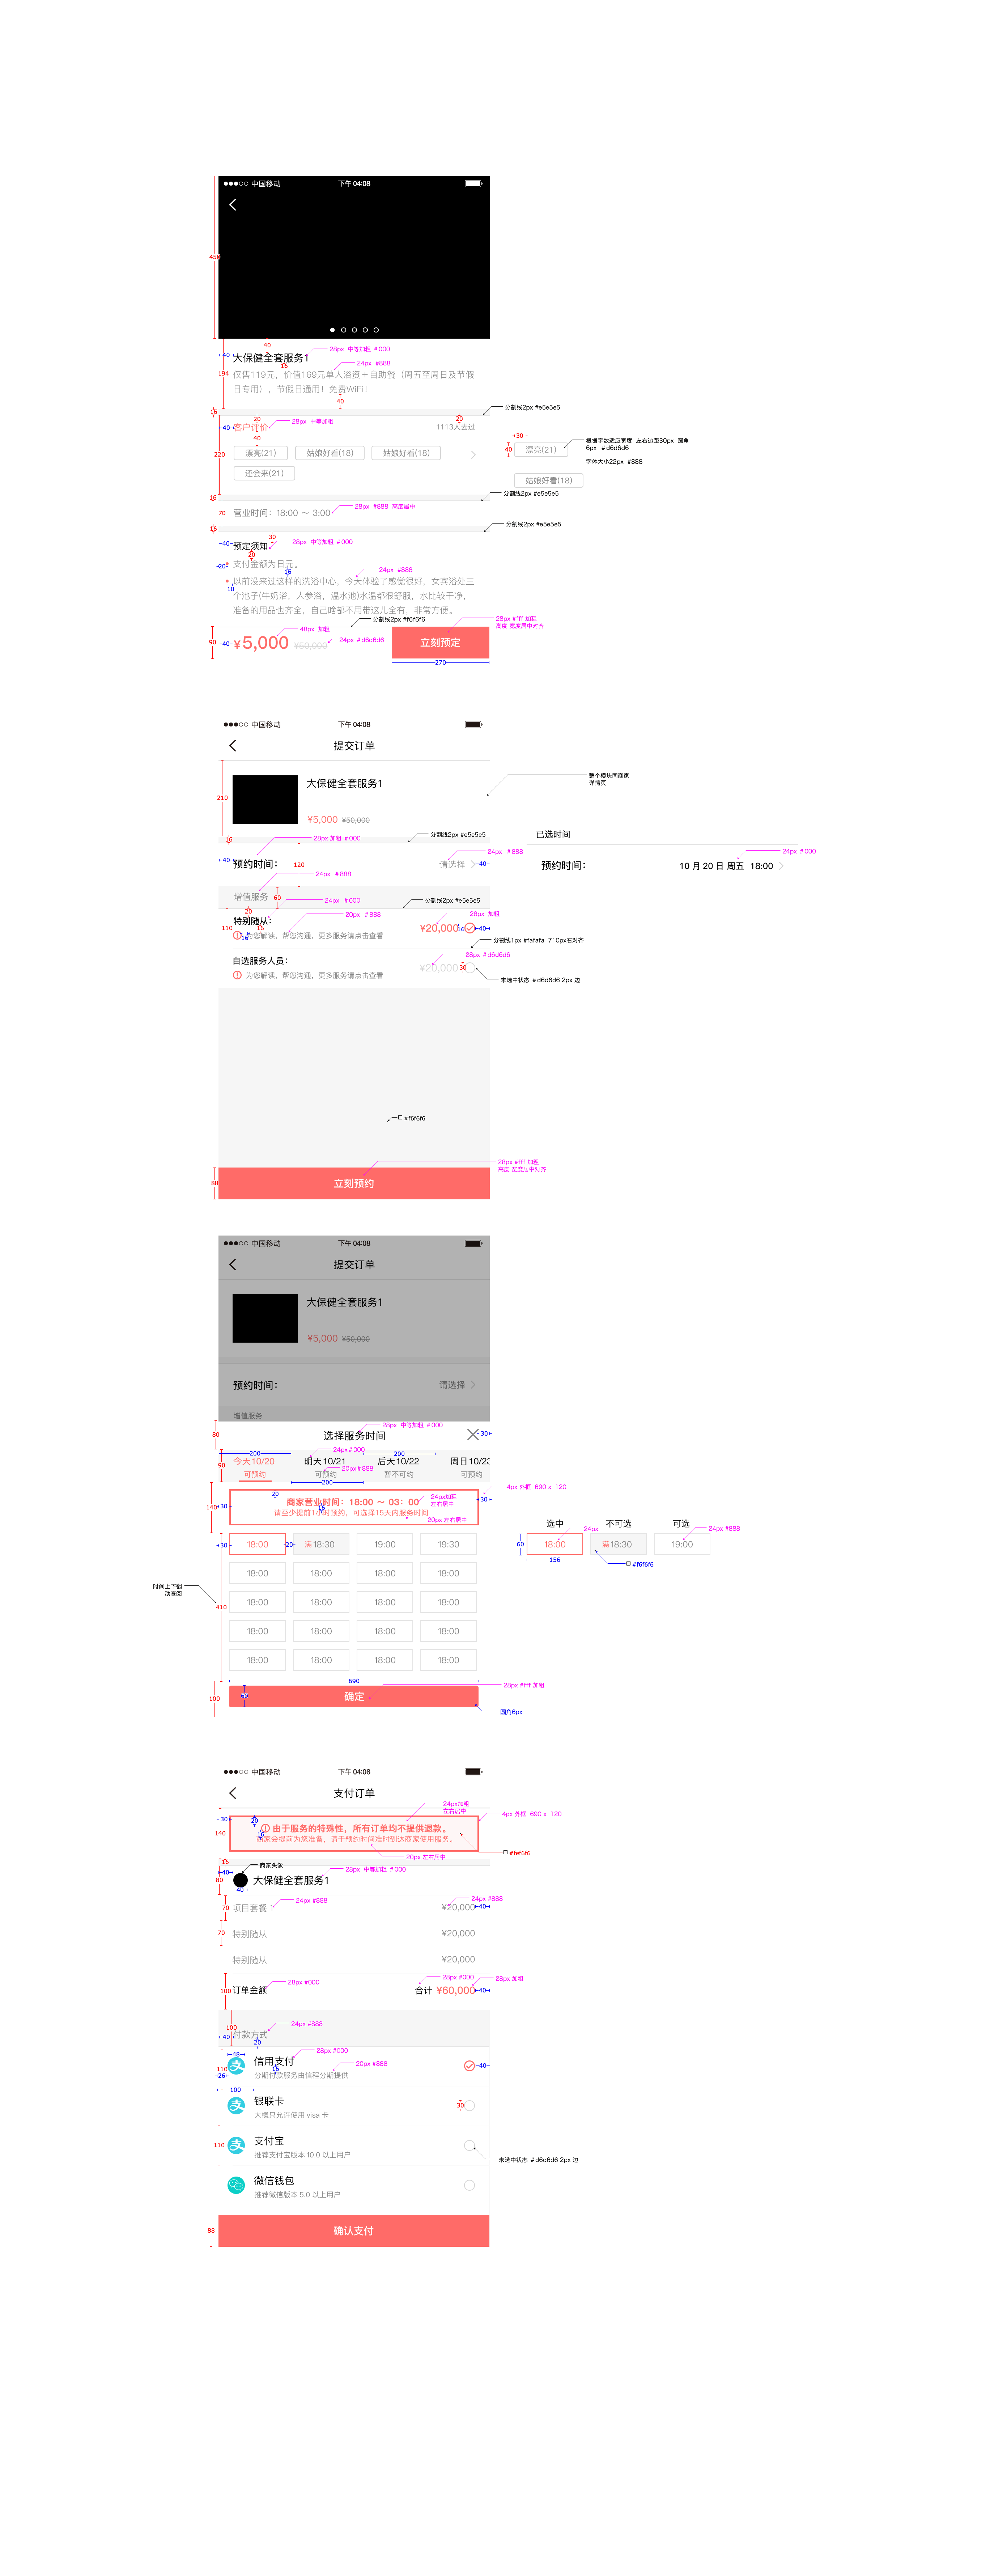 中国移动 下午 04:08
450
40
28px 中等加粗 #000
40
大保健全套服务1
16
24px #888
194
仅售119元，价值169元单人浴资＋自助餐（周五至周日及节假
日专用），节假日通用！免费WiFi！
40
16
分割线2px #e5e5e5
20
40
客户评价
28px 中等加粗
20
1113人去过
40
220
漂亮(21)
姑娘好看(18)
姑娘好看(18)
还会来(21)
30
40
漂亮(21)
根据字数适应宽度 左右边距30px 圆角
6px #d6d6d6
字体大小22px #888
姑娘好看(18)
16
分割线2px #e5e5e5
70
营业时间：18:00 ～ 3:00
28px #888 高度居中
16
分割线2px #e5e5e5
30
40
预定须知
28px 中等加粗 #000
20
20
支付金额为日元。
16
24px #888
10
以前没来过这样的洗浴中心，今天体验了感觉很好，女宾浴处三
个池子(牛奶浴，人参浴，温水池)水温都很舒服，水比较干净，
准备的用品也齐全，自己啥都不用带这儿全有，非常方便。
分割线2px #f6f6f6
28px #fff 加粗
高度 宽度居中对齐
90
40
¥5,000
¥50,000
48px 加粗
24px #d6d6d6
立刻预定
270
中国移动 下午 04:08
提交订单
210
大保健全套服务1
¥5,000 ¥50,000
整个模块同商家
详情页
16
分割线2px #e5e5e5
28px 加粗 #000
40
预约时间：
120
请选择
24px #888
40
24px #888
已选时间
预约时间：
10 月 20 日 周五 18:00
24px #000
增值服务
60
24px #000
分割线2px #e5e5e5
20
20px #888
28px 加粗
110
特别随从：
16
¥20,000
16
40
16
为您解读，帮您沟通，更多服务请点击查看
分割线1px #fafafa 710px右对齐
28px #d6d6d6
自选服务人员：
为您解读，帮您沟通，更多服务请点击查看
¥20,000
30
未选中状态 #d6d6d6 2px 边
#f6f6f6
28px #fff 加粗
高度 宽度居中对齐
88
立刻预约
中国移动 下午 04:08
提交订单
大保健全套服务1
¥5,000 ¥50,000
预约时间：
请选择
增值服务
28px 中等加粗 #000
80
选择服务时间
30
24px #000
200
200
90
今天10/20
明天10/21
后天10/22
周日10/23
可预约
可预约
暂不可约
可预约
20px #888
200
4px 外框 690 x 120
20
24px加粗
左右居中
140
30
商家营业时间：18:00 ～ 03：00
30
16
请至少提前1小时预约，可选择15天内服务时间
20px 左右居中
选中
不可选
可选
24px
24px #888
60
18:00
满18:30
19:00
156
#f6f6f6
30
18:00
20
满18:30
19:00
19:30
18:00
18:00
18:00
18:00
时间上下翻
动查阅
410
18:00
18:00
18:00
18:00
18:00
18:00
18:00
18:00
18:00
18:00
18:00
18:00
690
28px #fff 加粗
100
60
确定
圆角6px
中国移动 下午 04:08
支付订单
24px加粗
左右居中
4px 外框 690 x 120
30
20
140
由于服务的特殊性，所有订单均不提供退款。
16
商家会提前为您准备，请于预约时间准时到达商家使用服务。
#fef6f6
20px 左右居中
16
商家头像
40
28px 中等加粗 #000
80
大保健全套服务1
40
24px #888
24px #888
70
项目套餐 1
¥20,000
40
70
特别随从
¥20,000
特别随从
¥20,000
28px #000
28px 加粗
28px #000
100
订单金额
合计 ¥60,000
40
24px #888
100
40
付款方式
20
28px #000
48
110
信用支付
16
20px #888
40
26
分期付款服务由信程分期提供
100
银联卡
30
大概只允许使用 visa 卡
110
支付宝
推荐支付宝版本 10.0 以上用户
未选中状态 #d6d6d6 2px 边
微信钱包
推荐微信版本 5.0 以上用户
88
确认支付